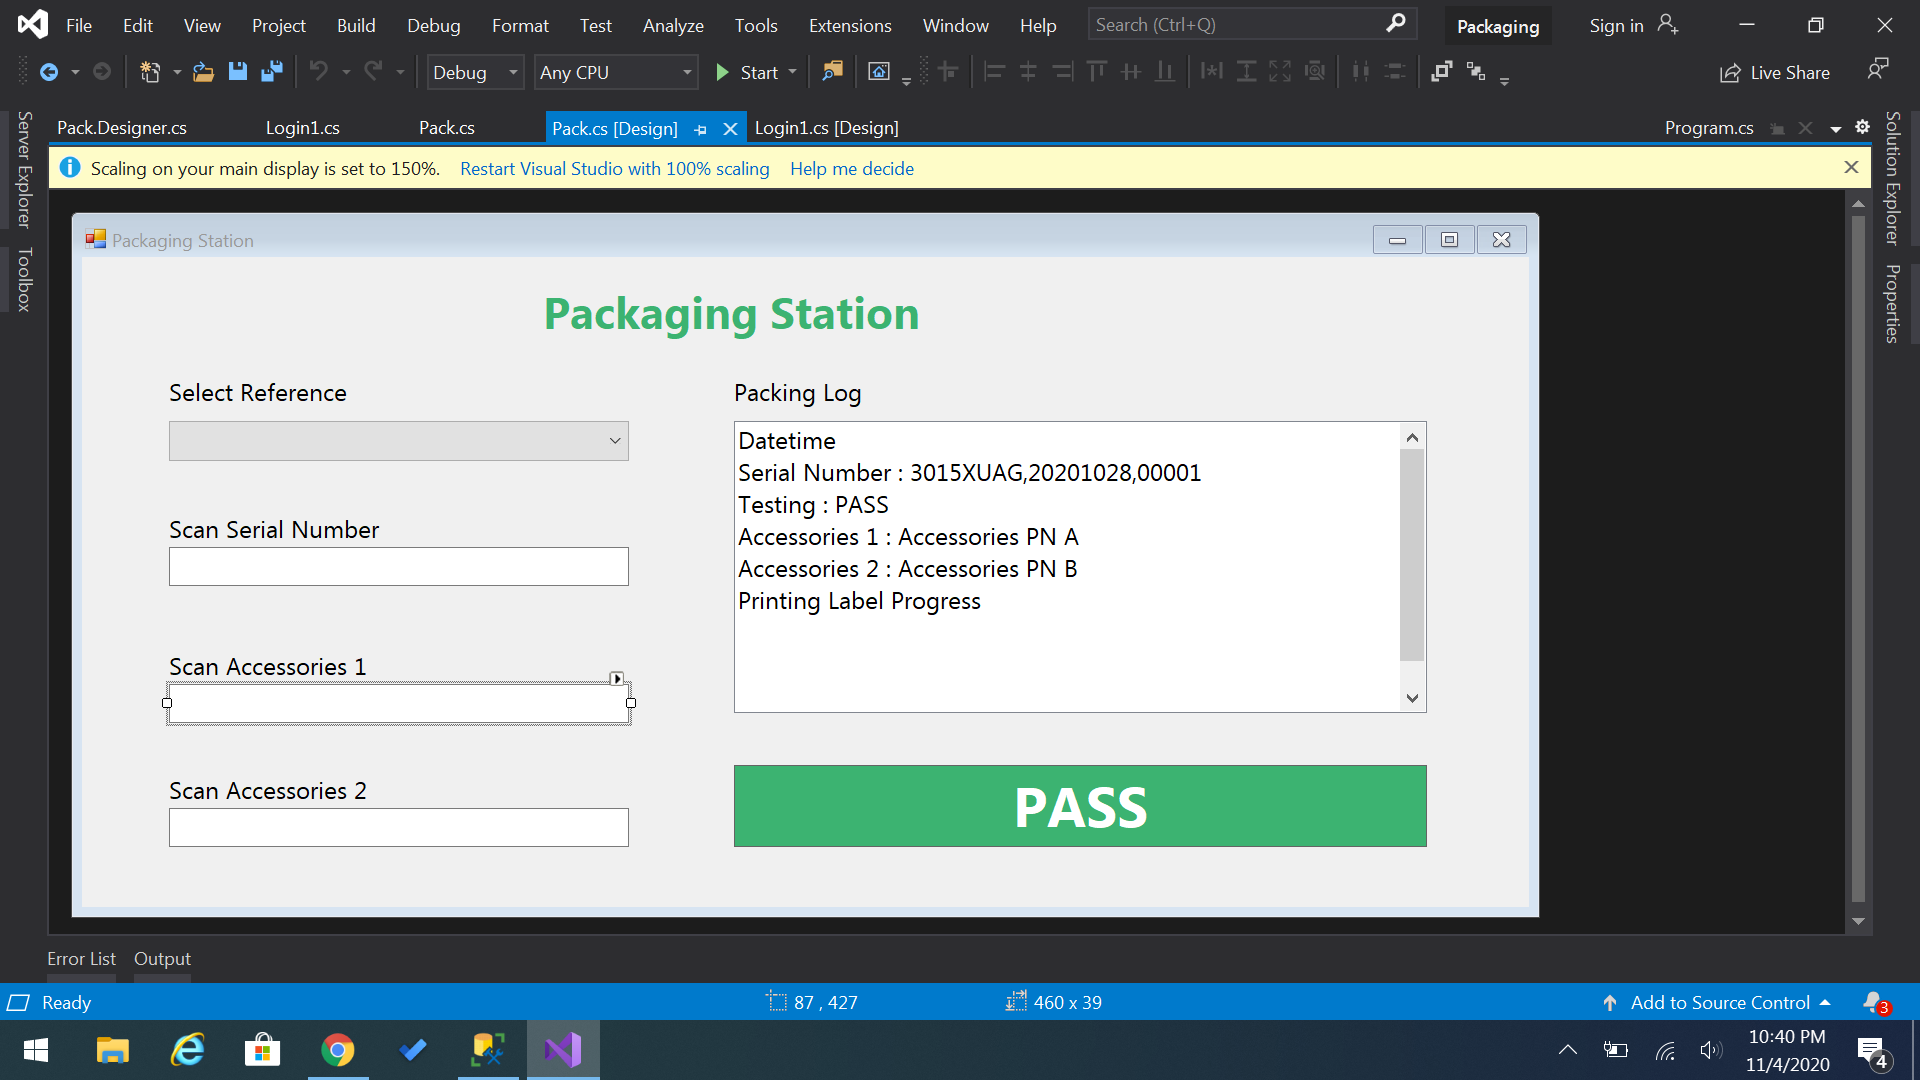 File Edit View Project Build Debug Format Test Analyze Tools Extensions Window Help Search (Ctrl+Q) Packaging Sign in
Debug Any CPU Start Live Share
Pack.Designer.cs Login1.cs Pack.cs Pack.cs [Design] Login1.cs [Design] Program.cs
Scaling on your main display is set to 150%. Restart Visual Studio with 100% scaling Help me decide
Server Explorer
Toolbox
Solution Explorer
Properties
Packaging Station
Packaging Station
Select Reference
Packing Log
Datetime
Serial Number : 3015XUAG,20201028,00001
Testing : PASS
Accessories 1 : Accessories PN A
Accessories 2 : Accessories PN B
Printing Label Progress
Scan Serial Number
Scan Accessories 1
Scan Accessories 2
PASS
Error List Output
Ready 87 , 427 460 x 39 Add to Source Control 3
10:40 PM
11/4/2020
4